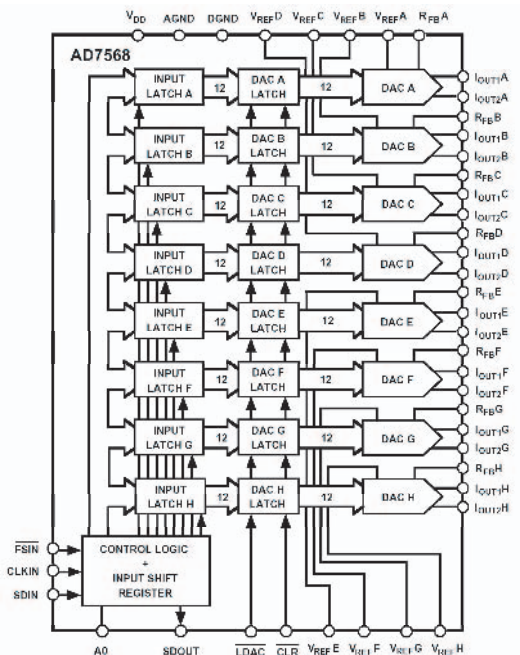 VDD AGND DGND VREFD VREFC VREFB VREFA RFBA
AD7568
INPUT LATCH A 12 DAC A LATCH 12 DAC A
IOUT1A
IOUT2A
RFBB
INPUT LATCH B 12 DAC B LATCH 12 DAC B
IOUT1B
IOUT2B
RFBC
INPUT LATCH C 12 DAC C LATCH 12 DAC C
IOUT1C
IOUT2C
RFBD
INPUT LATCH D 12 DAC D LATCH 12 DAC D
IOUT1D
IOUT2D
RFBE
INPUT LATCH E 12 DAC E LATCH 12 DAC E
IOUT1E
IOUT2E
RFBF
INPUT LATCH F 12 DAC F LATCH 12 DAC F
IOUT1F
IOUT2F
RFBG
INPUT LATCH G 12 DAC G LATCH 12 DAC G
IOUT1G
IOUT2G
RFBH
INPUT LATCH H 12 DAC H LATCH 12 DAC H
IOUT1H
IOUT2H
FSIN
CLKIN
SDIN
CONTROL LOGIC
+
INPUT SHIFT
REGISTER
A0 SDOUT LDAC CLR VREFE VREFF VREFG VREFH